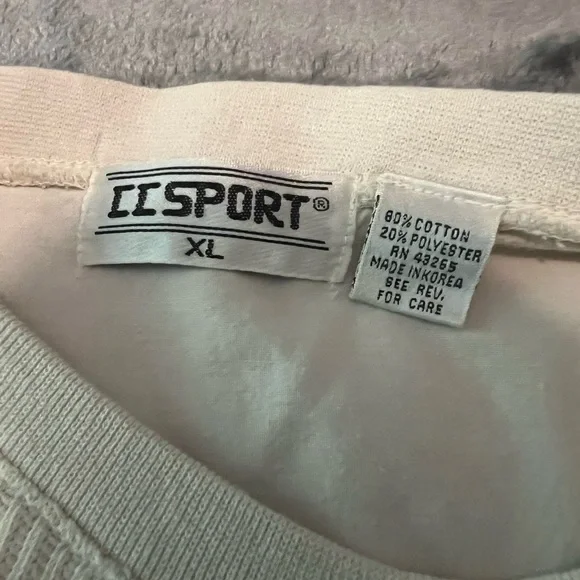 CCSPORT®
XL
80% COTTON
20% POLYESTER
RN 43265
MADE IN KOREA
SEE REV.
FOR CARE